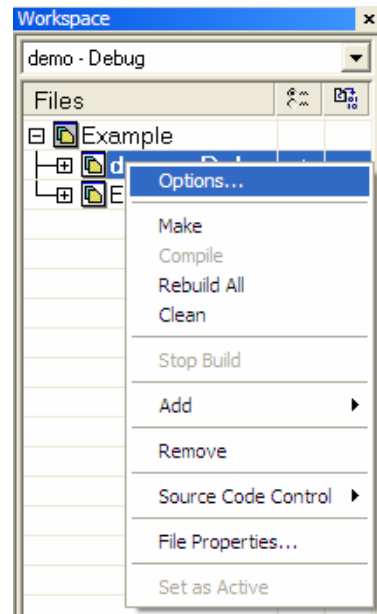 Workspace
demo - Debug
Files
Example
Options...
Make
Compile
Rebuild All
Clean
Stop Build
Add
Remove
Source Code Control
File Properties...
Set as Active